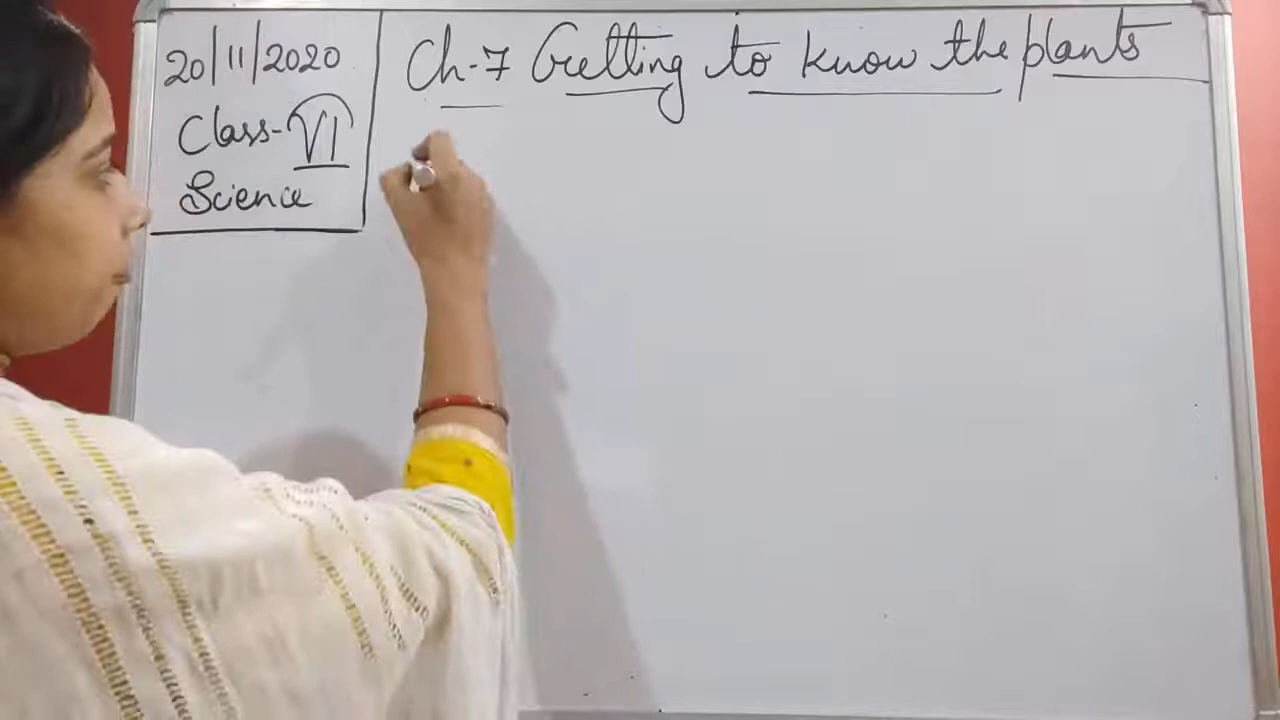 20/11/2020
Class-VI
Science
Ch-7 Getting to know the plants